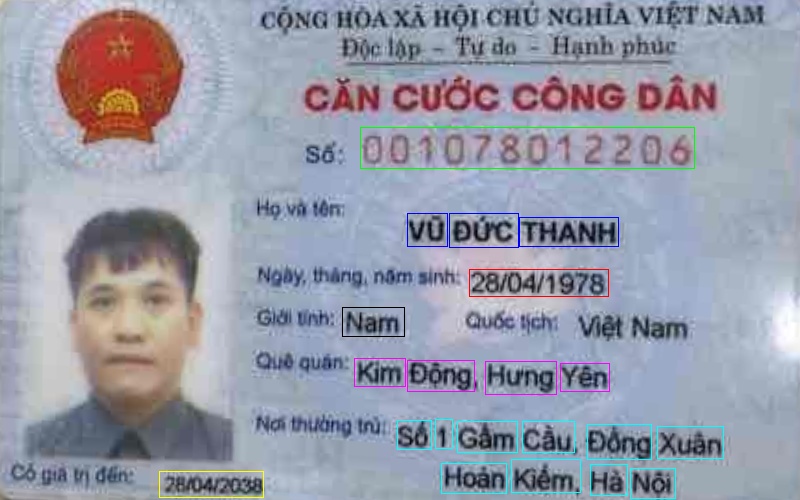 CỘNG HÒA XÃ HỘI CHỦ NGHĨA VIỆT NAM
Độc lập - Tự do - Hạnh phúc
CĂN CƯỚC CÔNG DÂN
Số: 001078012206
Họ và tên:
VŨ ĐỨC THANH
Ngày, tháng, năm sinh: 28/04/1978
Giới tính: Nam Quốc tịch: Việt Nam
Quê quán: Kim Động, Hưng Yên
Nơi thường trú: Số 1 Gầm Cầu, Đồng Xuân
Hoàn Kiếm, Hà Nội
Có giá trị đến: 28/04/2038